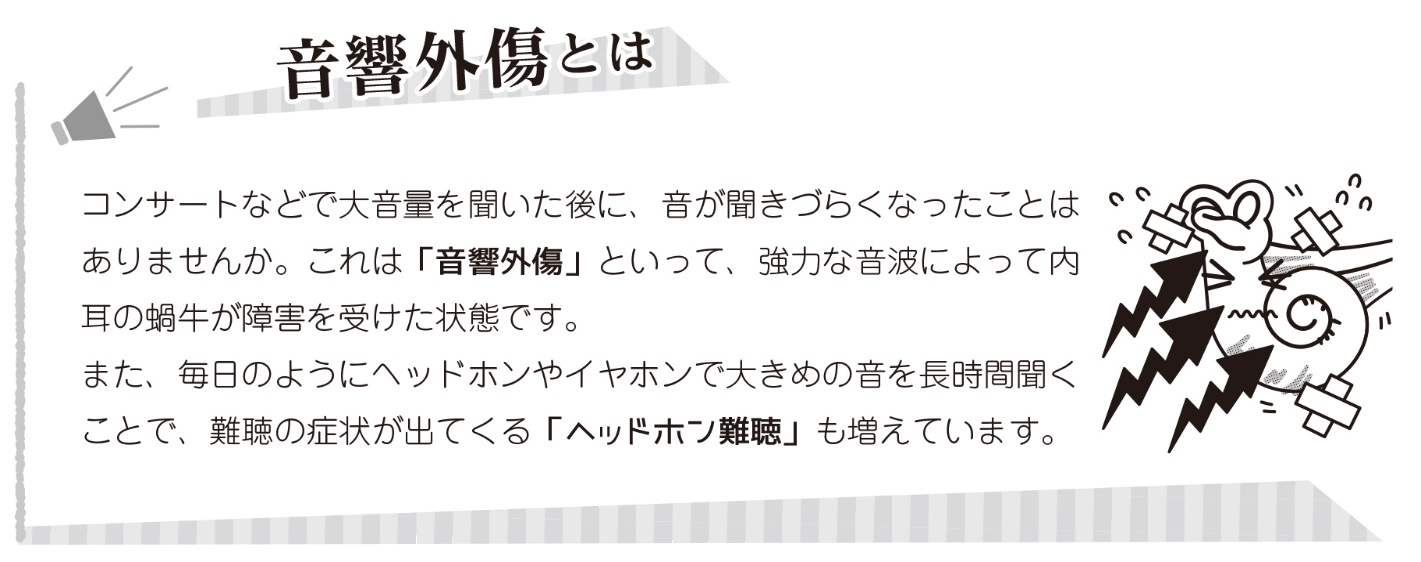 音響外傷とは
コンサートなどで大音量を聞いた後に、音が聞きづらくなったことは
ありませんか。これは「音響外傷」といって、強力な音波によって内
耳の蝸牛が障害を受けた状態です。
また、毎日のようにヘッドホンやイヤホンで大きめの音を長時間聞く
ことで、難聴の症状が出てくる「ヘッドホン難聴」も増えています。